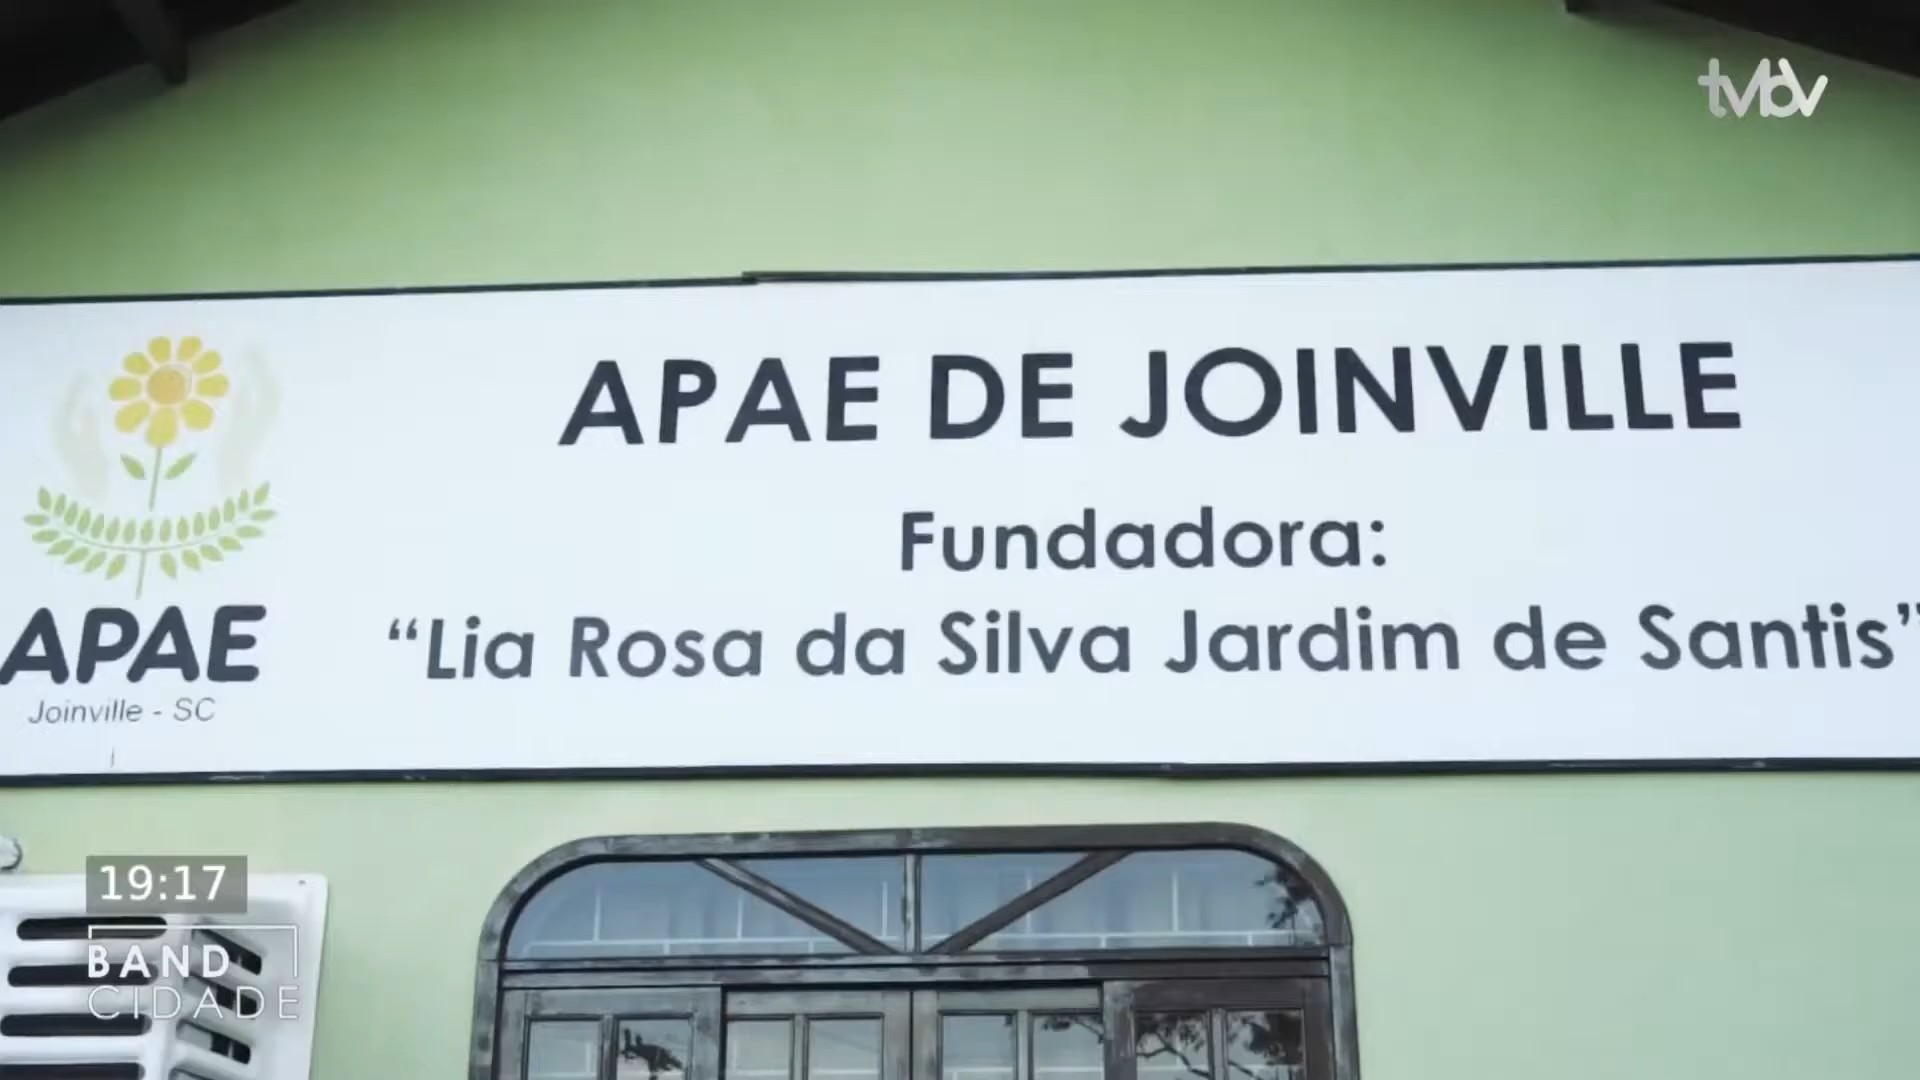 tvbv
APAE DE JOINVILLE
Fundadora:
“Lia Rosa da Silva Jardim de Santis”
APAE
Joinville - SC
19:17
BAND
CIDADE